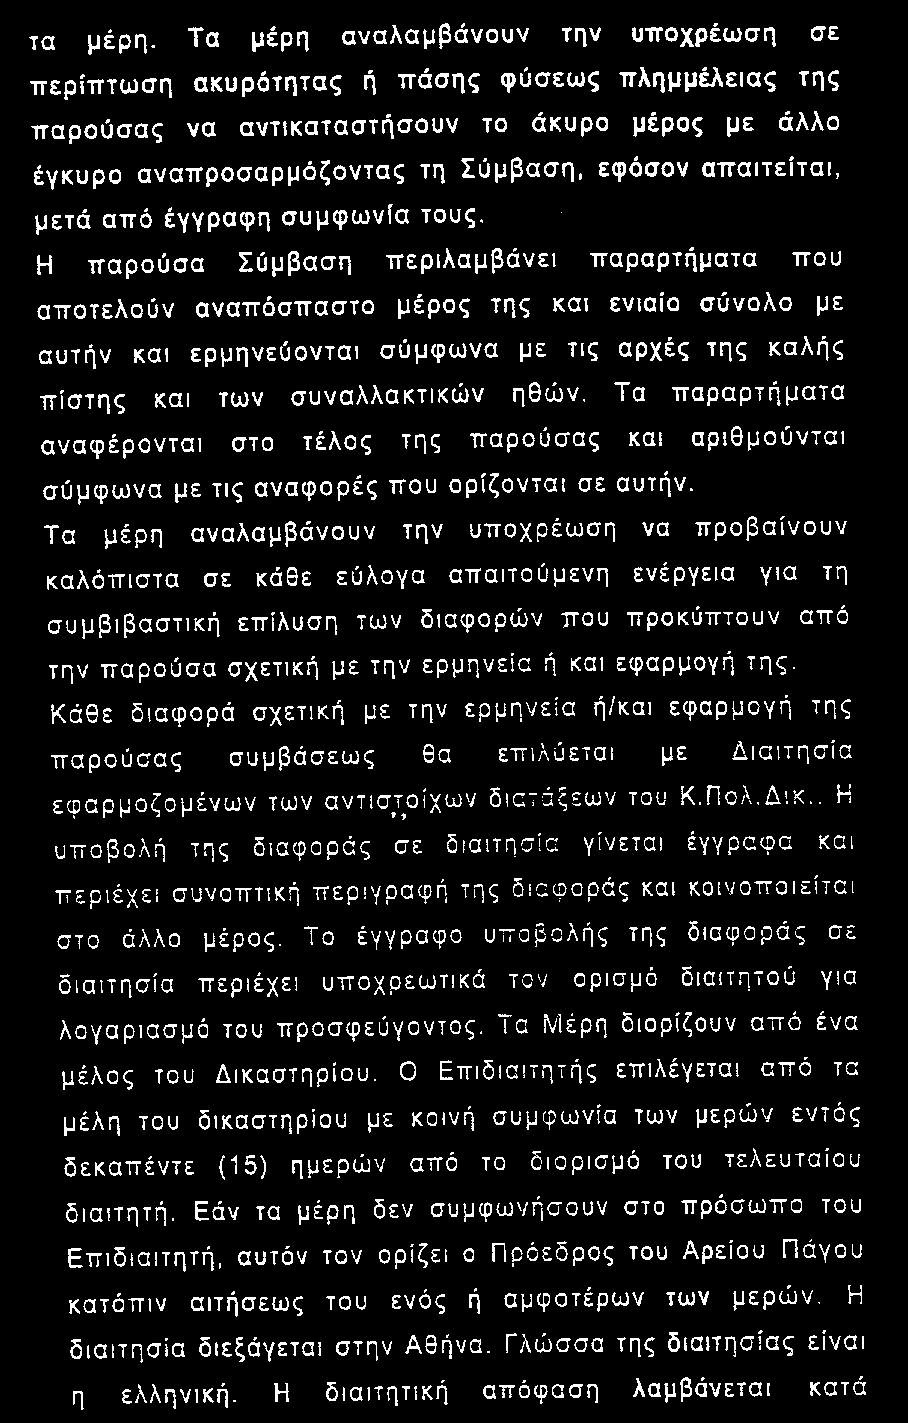 τα μέρη. Τα μέρη αναλαμβάνουν την υποχρέωση σε
περίπτωση ακυρότητας ή πάσης φύσεως πλημμέλειας της
παρούσας να αντικαταστήσουν το άκυρο μέρος με άλλο
έγκυρο αναπροσαρμόζοντας τη Σύμβαση, εφόσον απαιτείται,
μετά από έγγραφη συμφωνία τους.
Η παρούσα Σύμβαση περιλαμβάνει παραρτήματα που
αποτελούν αναπόσπαστο μέρος της και ενιαίο σύνολο με
αυτήν και ερμηνεύονται σύμφωνα με τις αρχές της καλής
πίστης και των συναλλακτικών ηθών. Τα παραρτήματα
αναφέρονται στο τέλος της παρούσας και αριθμούνται
σύμφωνα με τις αναφορές που ορίζονται σε αυτήν.
Τα μέρη αναλαμβάνουν την υποχρέωση να προβαίνουν
καλόπιστα σε κάθε εύλογα απαιτούμενη ενέργεια για τη
συμβιβαστική επίλυση των διαφορών που προκύπτουν από
την παρούσα σχετική με την ερμηνεία ή και εφαρμογή της.
Κάθε διαφορά σχετική με την ερμηνεία ή/και εφαρμογή της
παρούσας συμβάσεως θα επιλύεται με Διαιτησία
εφαρμοζομένων των αντιστοίχων διατάξεων του Κ.Πολ.Δικ.. Η
υποβολή της διαφοράς σε διαιτησία γίνεται έγγραφα και
περιέχει συνοπτική περιγραφή της διαφοράς και κοινοποιείται
στο άλλο μέρος. Το έγγραφο υποβολής της διαφοράς σε
διαιτησία περιέχει υποχρεωτικά τον ορισμό διαιτητού για
λογαριασμό του προσφεύγοντος. Τα Μέρη διορίζουν από ένα
μέλος του Δικαστηρίου. Ο Επιδιαιτητής επιλέγεται από τα
μέλη του δικαστηρίου με κοινή συμφωνία των μερών εντός
δεκαπέντε (15) ημερών από το διορισμό του τελευταίου
διαιτητή. Εάν τα μέρη δεν συμφωνήσουν στο πρόσωπο του
Επιδιαιτητή, αυτόν τον ορίζει ο Πρόεδρος του Αρείου Πάγου
κατόπιν αιτήσεως του ενός ή αμφοτέρων των μερών. Η
διαιτησία διεξάγεται στην Αθήνα. Γλώσσα της διαιτησίας είναι
η ελληνική. Η διαιτητική απόφαση λαμβάνεται κατά